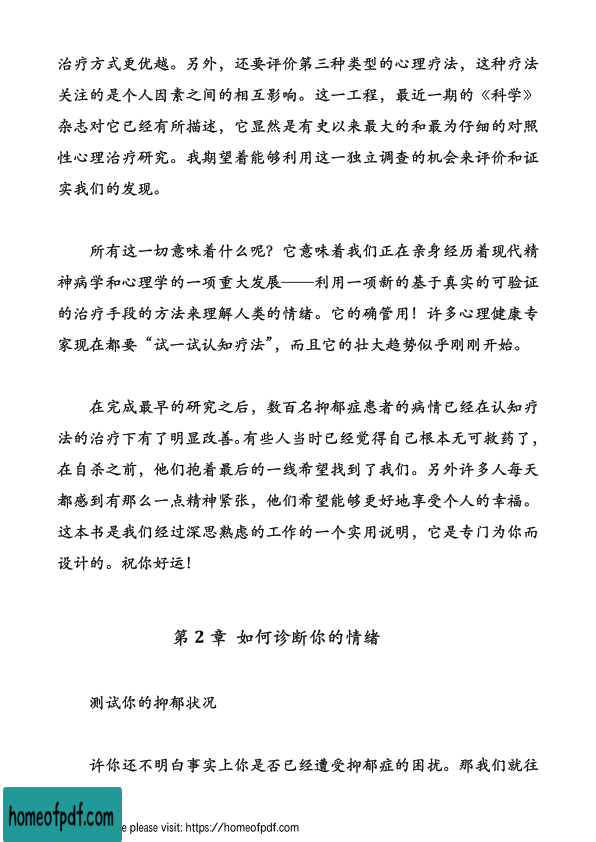 治疗方式更优越。另外，还要评价第三种类型的心理疗法，这种疗法
关注的是个人因素之间的相互影响。这一工程，最近一期的《科学》
杂志对它已经有所描述，它显然是有史以来最大的和最为仔细的对照
性心理治疗研究。我期望着能够利用这一独立调查的机会来评价和证
实我们的发现。
所有这一切意味着什么呢？它意味着我们正在亲身经历着现代精
神病学和心理学的一项重大发展——利用一项新的基于真实的可验证
的治疗手段的方法来理解人类的情绪。它的确管用！许多心理健康专
家现在都要“试一试认知疗法”，而且它的壮大趋势似乎刚刚开始。
在完成最早的研究之后，数百名抑郁症患者的病情已经在认知疗
法的治疗下有了明显改善。有些人当时已经觉得自己根本无可救药了，
在自杀之前，他们抱着最后的一线希望找到了我们。另外许多人每天
都感到有那么一点精神紧张，他们希望能够更好地享受个人的幸福。
这本书是我们经过深思熟虑的工作的一个实用说明，它是专门为你而
设计的。祝你好运！
第 2 章 如何诊断你的情绪
测试你的抑郁状况
许你还不明白事实上你是否已经遭受抑郁症的困扰。那我们就往
homeofpdf.com
e please visit: https://homeofpdf.com